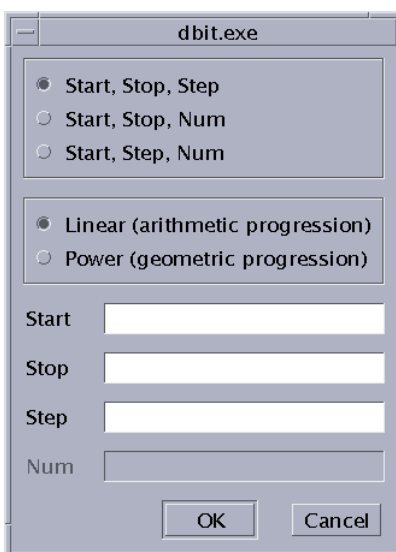 dbit.exe
Start, Stop, Step
Start, Stop, Num
Start, Step, Num
Linear (arithmetic progression)
Power (geometric progression)
Start
Stop
Step
Num
OK Cancel